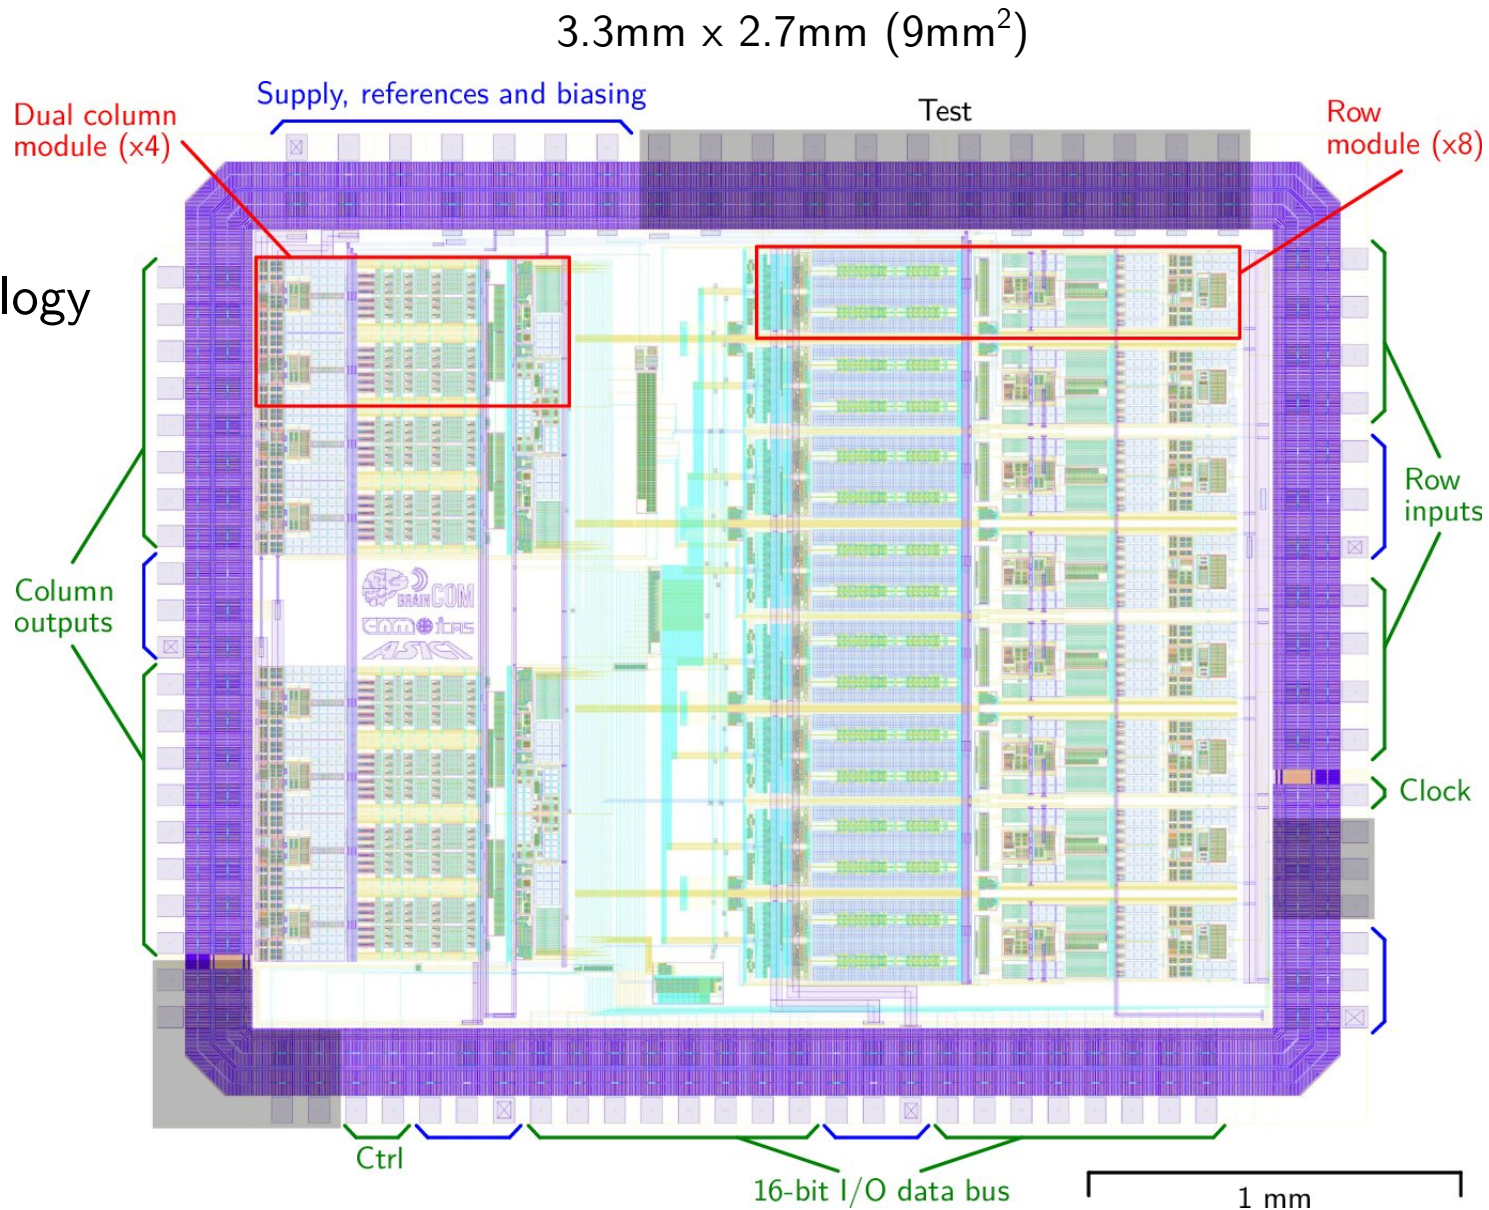 3.3mm x 2.7mm (9mm²)
Supply, references and biasing
Dual column
module (x4)
Test
Row
module (x8)
logy
Row
inputs
Column
outputs
BRAINCOM
Clock
Ctrl
16-bit I/O data bus
1 mm